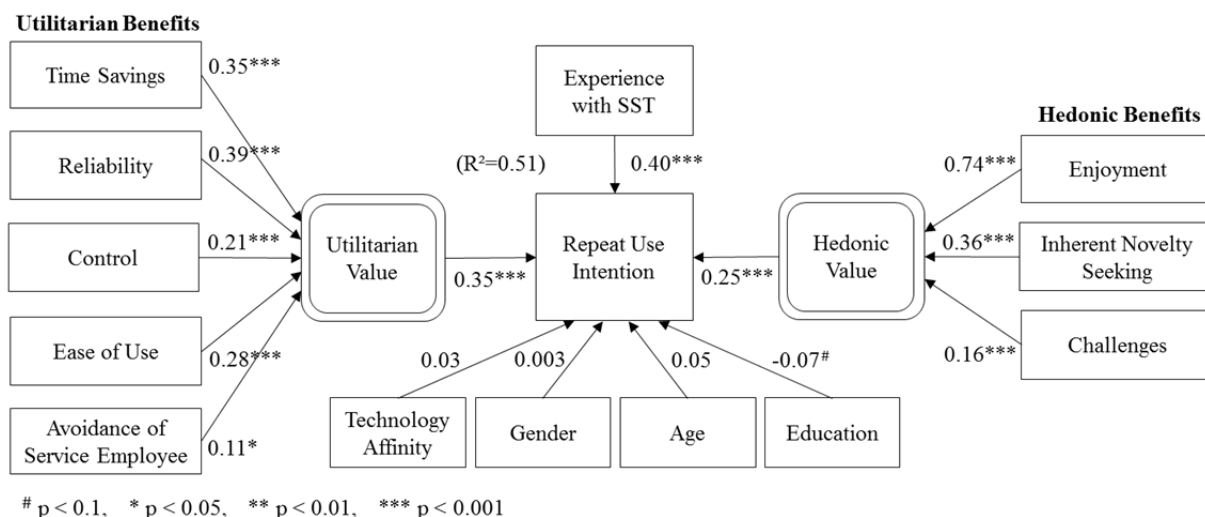 Utilitarian Benefits
Time Savings
0.35***
Reliability
0.39***
Control
0.21***
Ease of Use
0.28***
Avoidance of
Service Employee
0.11*
Utilitarian
Value
0.35***
Experience
with SST
(R²=0.51)
0.40***
Repeat Use
Intention
0.03
0.003
0.05
-0.07#
Technology
Affinity
Gender
Age
Education
0.25***
Hedonic
Value
Hedonic Benefits
0.74***
Enjoyment
0.36***
Inherent Novelty
Seeking
0.16***
Challenges
# p < 0.1, * p < 0.05, ** p < 0.01, *** p < 0.001